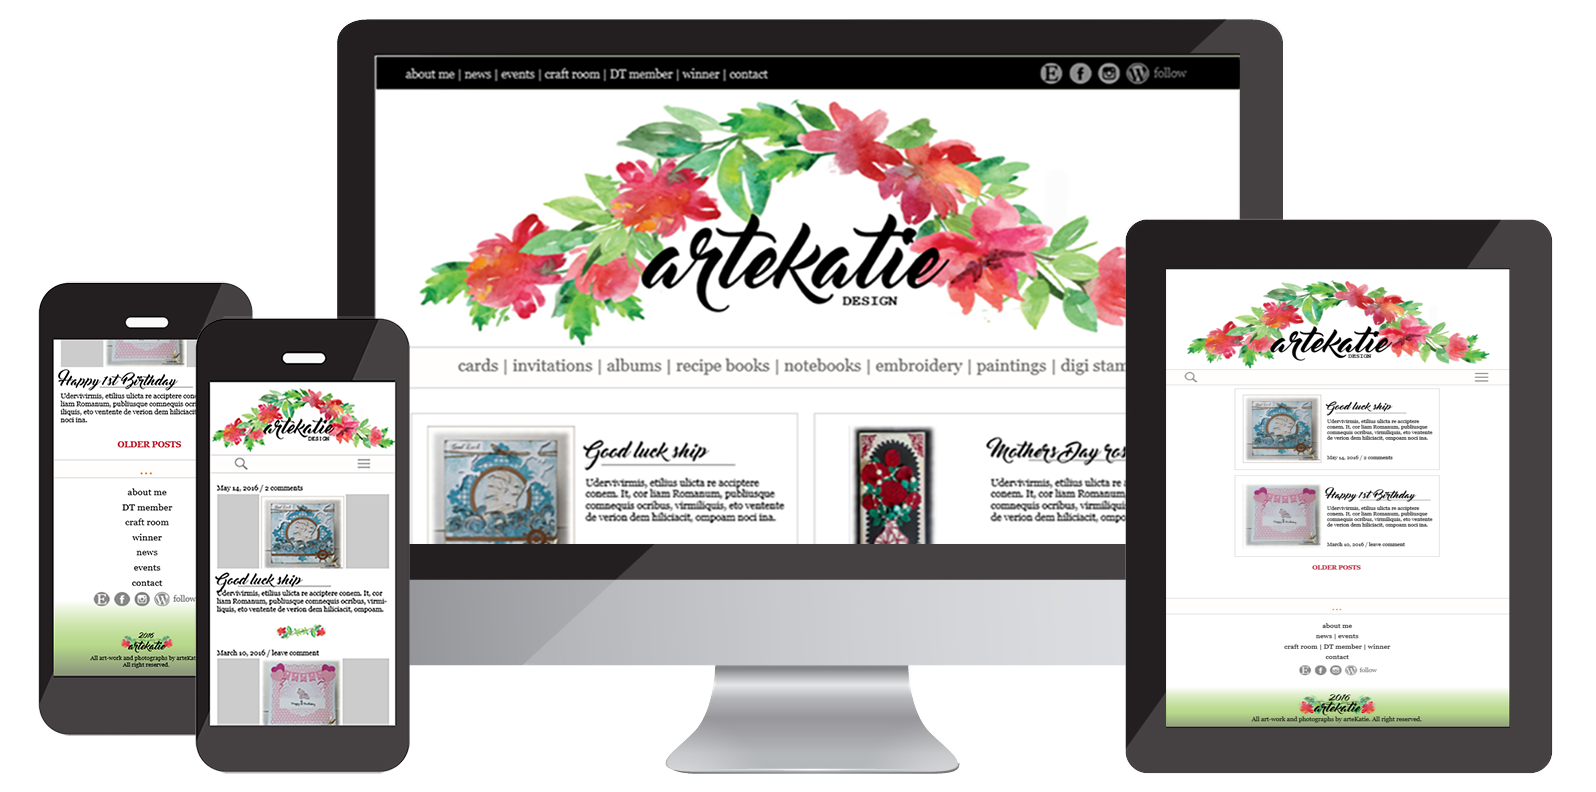 about me | news | events | craft room | DT member | winner | contact
follow
artekatie
DESIGN
cards | invitations | albums | recipe books | notebooks | embroidery | paintings | digi stam
Good luck ship
Udervivirmis, etilius ulicta re acciptere
conem. It, cor liam Romanum, publiusque
comnequis ocribus, virmiliquis, eto ventente
de verion dem hiliciacit, ompoam noci ina.
Mothers Day ros
Udervivirmis, etilius ulicta re accip
conem. It, cor liam Romanum, pub
comnequis ocribus, virmiliquis, eto
de verion dem hiliciacit, ompo
Happy 1st Birthday
Udervivirmis, etilius ulicta re acciptere con
liam Romanum, publiusque comnequis ocribus, v
iliquis, eto ventente de verion dem hiliciacit
noci ina.
OLDER POSTS
...
about me
DT member
craft room
winner
news
events
contact
follow
2016
artekatie
All art-work and photographs by arteKat
All right reserved.
artekatie
DESIGN
May 14, 2016 / 2 comments
Good luck ship
Udervivirmis, etilius ulicta re acciptere conem. It, cor
liam Romanum, publiusque comnequis ocribus, virmi-
liquis, eto ventente de verion dem hiliciacit, ompoam.
March 10, 2016 / leave comment
artekatie
DESIGN
Good luck ship
Udervivirmis, etilius ulicta re acciptere
conem. It, cor liam Romanum, publiusque
comnequis ocribus, virmiliquis, eto ventente
de verion dem hiliciacit, ompoam noci ina.
May 14, 2016 / 2 comments
Happy 1st Birthday
Udervivirmis, etilius ulicta re acciptere
conem. It, cor liam Romanum, publiusque
comnequis ocribus, virmiliquis, eto ventente
de verion dem hiliciacit, ompoam noci ina.
March 10, 2016 / leave comment
OLDER POSTS
...
about me
news | events
craft room | DT member | winner
contact
follow
2016
artekatie
All art-work and photographs by arteKatie. All right reserved.